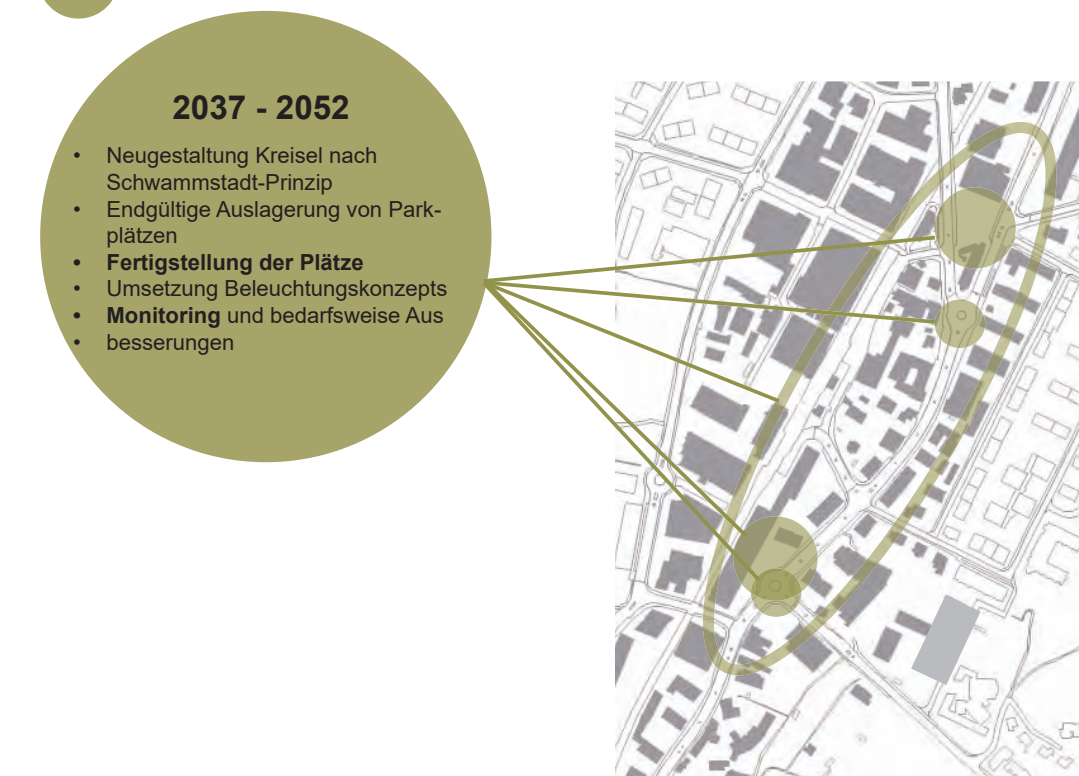 2037 - 2052
• Neugestaltung Kreisel nach
Schwammstadt-Prinzip
• Endgültige Auslagerung von Park-
plätzen
• Fertigstellung der Plätze
• Umsetzung Beleuchtungskonzepts
• Monitoring und bedarfsweise Aus
• besserungen